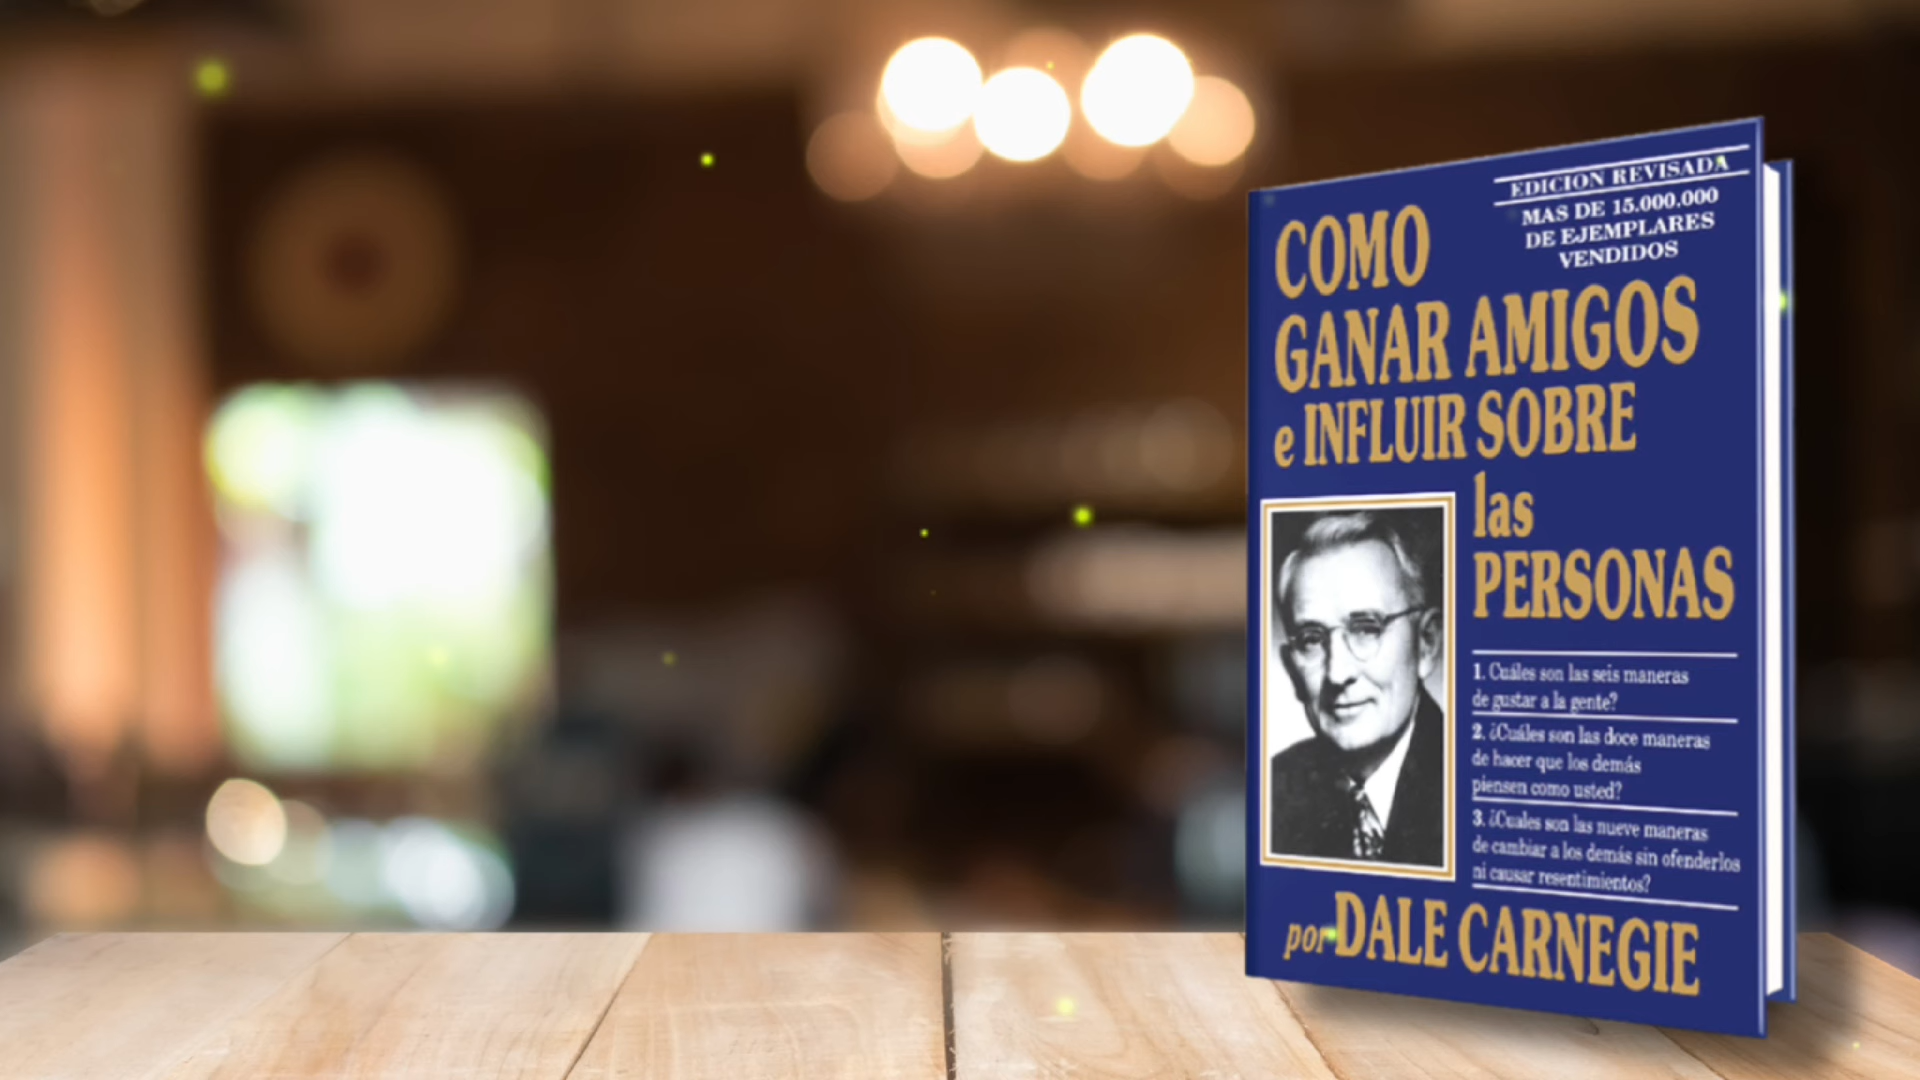 EDICION REVISADA
MAS DE 15.000.000
DE EJEMPLARES
VENDIDOS
COMO
GANAR AMIGOS
e INFLUIR SOBRE
las
PERSONAS
1. Cuáles son las seis maneras
de gustar a la gente?
2. ¿Cuáles son las doce maneras
de hacer que los demás
piensen como usted?
3. ¿Cuales son las nueve maneras
de cambiar a los demás sin ofenderlos
ni causar resentimientos?
por DALE CARNEGIE